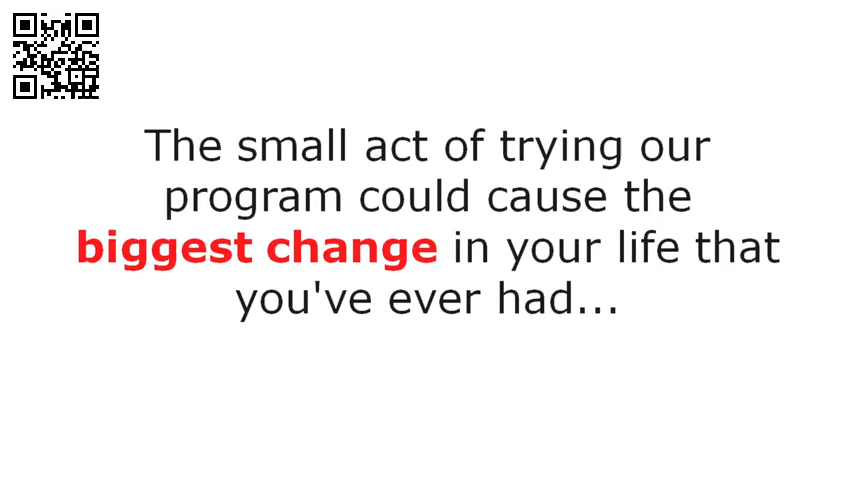 The small act of trying our
program could cause the
biggest change in your life that
you've ever had...